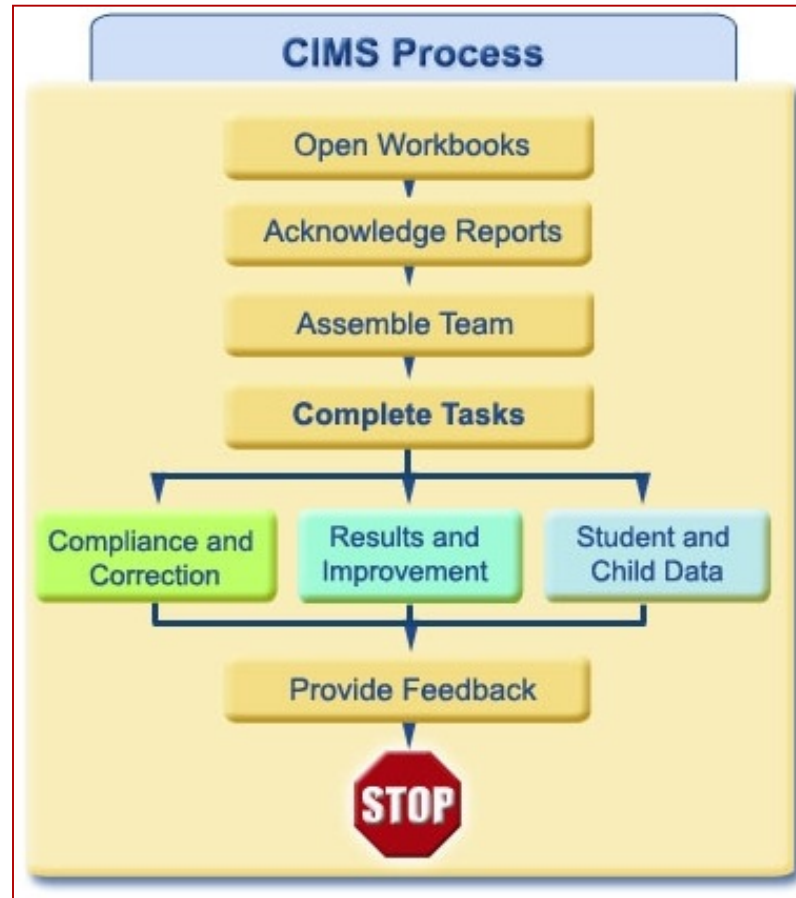 CIMS Process
Open Workbooks
Acknowledge Reports
Assemble Team
Complete Tasks
Compliance and
Correction
Results and
Improvement
Student and
Child Data
Provide Feedback
STOP